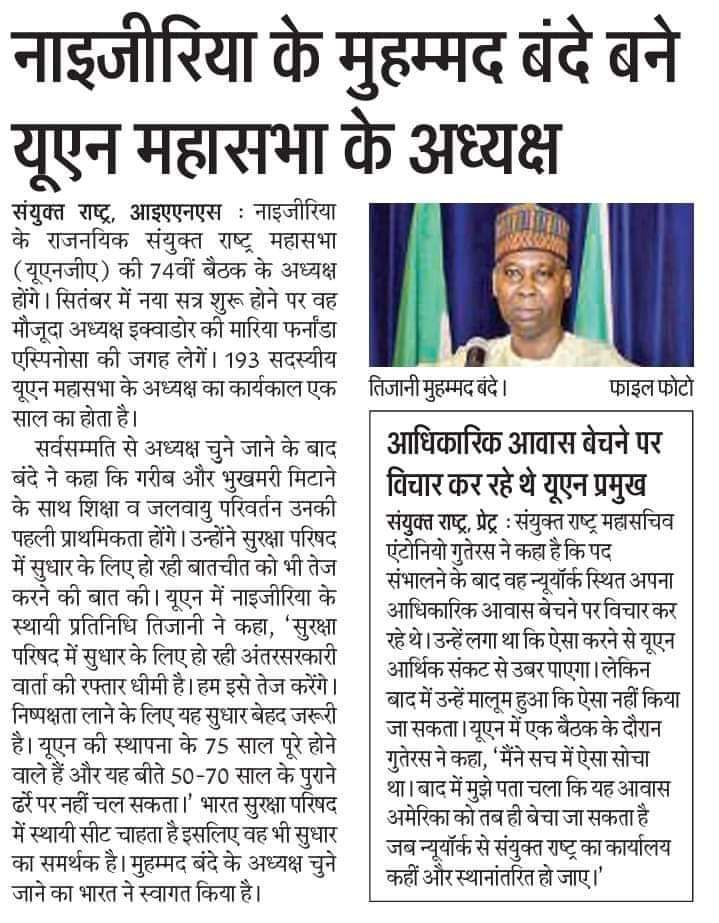 नाइजीरिया के मुहम्मद बंदे बने
यूएन महासभा के अध्यक्ष
संयुक्त राष्ट्र, आइएएनएस : नाइजीरिया
के राजनयिक संयुक्त राष्ट्र महासभा
(यूएनजीए) की 74वीं बैठक के अध्यक्ष
होंगे। सितंबर में नया सत्र शुरू होने पर वह
मौजूदा अध्यक्ष इक्वाडोर की मारिया फर्नांडा
एस्पिनोसा की जगह लेगें। 193 सदस्यीय
यूएन महासभा के अध्यक्ष का कार्यकाल एक
साल का होता है।
सर्वसम्मति से अध्यक्ष चुने जाने के बाद
बंदे ने कहा कि गरीब और भुखमरी मिटाने
के साथ शिक्षा व जलवायु परिवर्तन उनकी
पहली प्राथमिकता होंगे। उन्होंने सुरक्षा परिषद
में सुधार के लिए हो रही बातचीत को भी तेज
करने की बात की। यूएन में नाइजीरिया के
स्थायी प्रतिनिधि तिजानी ने कहा, 'सुरक्षा
परिषद में सुधार के लिए हो रही अंतरसरकारी
वार्ता की रफ्तार धीमी है। हम इसे तेज करेंगे।
निष्पक्षता लाने के लिए यह सुधार बेहद जरूरी
है। यूएन की स्थापना के 75 साल पूरे होने
वाले हैं और यह बीते 50-70 साल के पुराने
ढर्रे पर नहीं चल सकता।' भारत सुरक्षा परिषद
में स्थायी सीट चाहता है इसलिए वह भी सुधार
का समर्थक है। मुहम्मद बंदे के अध्यक्ष चुने
जाने का भारत ने स्वागत किया है।
तिजानी मुहम्मद बंदे। फाइल फोटो
आधिकारिक आवास बेचने पर
विचार कर रहे थे यूएन प्रमुख
संयुक्त राष्ट्र, प्रेट्र : संयुक्त राष्ट्र महासचिव
एंटोनियो गुतेरस ने कहा है कि पद
संभालने के बाद वह न्यूयॉर्क स्थित अपना
आधिकारिक आवास बेचने पर विचार कर
रहे थे। उन्हें लगा था कि ऐसा करने से यूएन
आर्थिक संकट से उबर पाएगा। लेकिन
बाद में उन्हें मालूम हुआ कि ऐसा नहीं किया
जा सकता। यूएन में एक बैठक के दौरान
गुतेरस ने कहा, 'मैंने सच में ऐसा सोचा
था। बाद में मुझे पता चला कि यह आवास
अमेरिका को तब ही बेचा जा सकता है
जब न्यूयॉर्क से संयुक्त राष्ट्र का कार्यालय
कहीं और स्थानांतरित हो जाए।'